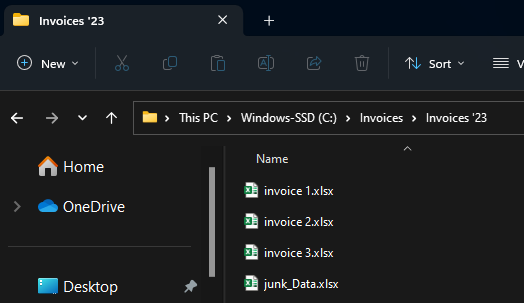 Invoices '23
New
Sort
This PC > Windows-SSD (C:) > Invoices > Invoices '23
Home
OneDrive
Desktop
Name
invoice 1.xlsx
invoice 2.xlsx
invoice 3.xlsx
junk_Data.xlsx